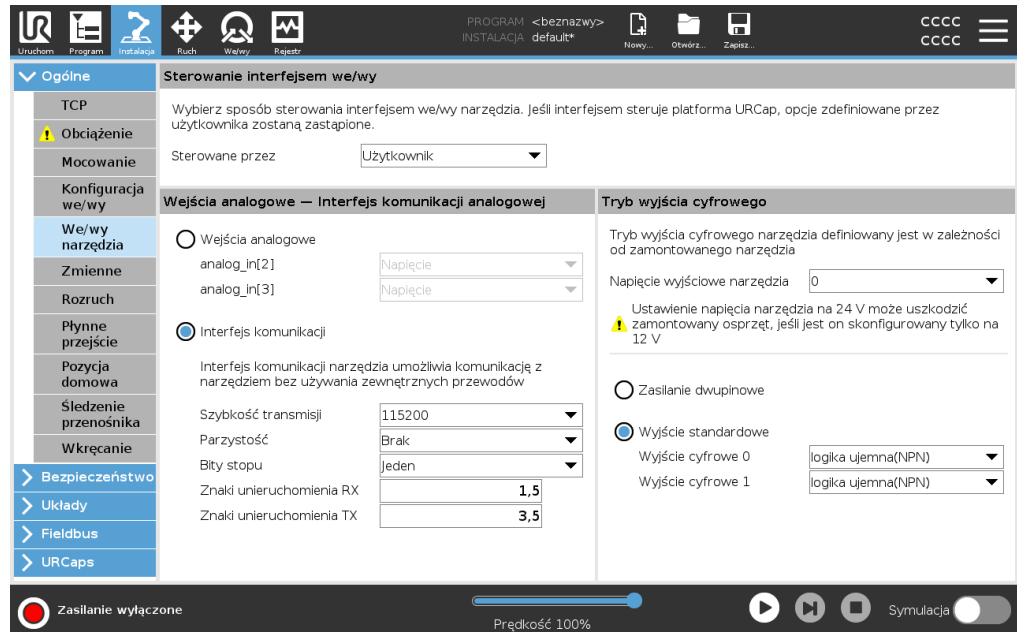 PROGRAM <beznazwy>
INSTALACJA default*
CCCC
CCCC
Uruchom Program Instalacja Ruch We/wy Rejestr Nowy... Otwórz... Zapisz...
Ogólne
TCP
Obciążenie
Mocowanie
Konfiguracja
we/wy
We/wy
narzędzia
Zmienne
Rozruch
Płynne
przejście
Pozycja
domowa
Śledzenie
przenośnika
Wkręcanie
Bezpieczeństwo
Układy
Fieldbus
URCaps
Sterowanie interfejsem we/wy
Wybierz sposób sterowania interfejsem we/wy narzędzia. Jeśli interfejsem steruje platforma URCap, opcje zdefiniowane przez
użytkownika zostaną zastąpione.
Sterowane przez Użytkownik
Wejścia analogowe — Interfejs komunikacji analogowej
Wejścia analogowe
analog_in[2] Napięcie
analog_in[3] Napięcie
Interfejs komunikacji
Interfejs komunikacji narzędzia umożliwia komunikację z
narzędziem bez używania zewnętrznych przewodów
Szybkość transmisji 115200
Parzystość Brak
Bity stopu Jeden
Znaki unieruchomienia RX 1,5
Znaki unieruchomienia TX 3,5
Tryb wyjścia cyfrowego
Tryb wyjścia cyfrowego narzędzia definiowany jest w zależności
od zamontowanego narzędzia
Napięcie wyjściowe narzędzia 0
Ustawienie napięcia narzędzia na 24 V może uszkodzić
zamontowany osprzęt, jeśli jest on skonfigurowany tylko na
12 V
Zasilanie dwupinowe
Wyjście standardowe
Wyjście cyfrowe 0 logika ujemna(NPN)
Wyjście cyfrowe 1 logika ujemna(NPN)
Zasilanie wyłączone
Prędkość 100%
Symulacja